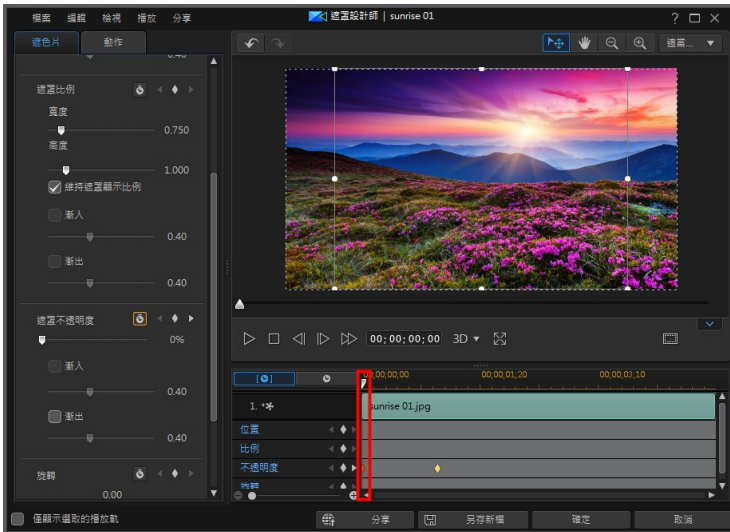 檔案 編輯 檢視 播放 分享
遮罩設計師 | sunrise 01
遮色片 動作
適當...
遮罩比例
寬度
0.750
高度
1.000
維持遮罩顯示比例
漸入
0.40
漸出
0.40
遮罩不透明度
0%
漸入
0.40
漸出
0.40
旋轉
0.00
僅顯示選取的播放軌
00;00;00;00 3D
00;00;00;00 00;00;01;20 00;00;03;10
1. sunrise 01.jpg
位置
比例
不透明度
旋轉
分享 另存新檔 確定 取消